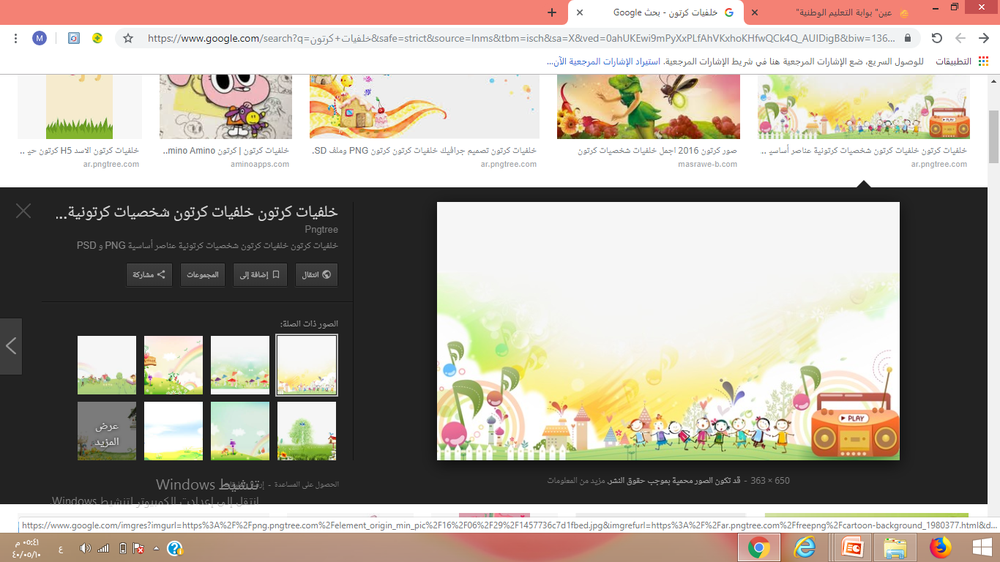 عين" بوابة التعليم الوطنية"
خلفيات كرتون - بحث Google
https://www.google.com/search?q=خلفيات+كرتون&safe=strict&source=lnms&tbm=isch&sa=X&ved=0ahUKEwi9mPyXxPLfAhVKxhoKHfwQCk4Q_AUIDigB&biw=136...
M
التطبيقات
للوصول السريع، ضع الإشارات المرجعية هنا في شريط الإشارات المرجعية. استيراد الإشارات المرجعية الآن...
PLAY
خلفيات كرتون خلفيات كرتون شخصيات كرتونية عناصر أساسي ...
ar.pngtree.com
صور كرتون 2016 اجمل خلفيات شخصيات كرتون
masrawe-b.com
خلفيات كرتون تصميم جرافيك خلفيات كرتون كرتون PNG وملف SD.
ar.pngtree.com
خلفيات كرتون | كرتون mino Amino..
aminoapps.com
خلفيات كرتون الاسد H5 كرتون حي ..
ar.pngtree.com
خلفيات كرتون خلفيات كرتون شخصيات كرتونية...
Pngtree
خلفيات كرتون خلفيات كرتون شخصيات كرتونية عناصر أساسية PNG و PSD
انتقال
إضافة إلى
المجموعات
مشاركة
الصور ذات الصلة:
عرض
المزيد
PLAY
363 × 650 - قد تكون الصور محمية بموجب حقوق النشر. مزيد من المعلومات
الحصول على المساعدة -
تنشيط Windows
انتقل إلى إعدادات الكمبيوتر لتنشيط Windows.
https://www.google.com/imgres?imgurl=https%3A%2F%2Fpng.pngtree.com%2Felement_origin_min_pic%2F16%2F06%2F29%2F1457736c7d1fbed.jpg&imgrefurl=https%3A%2F%2Far.pngtree.com%2Ffreepng%2Fcartoon-background_1980377.html&d...
ع
٠٥:٤١ م
٤٠/٠٥/١٠